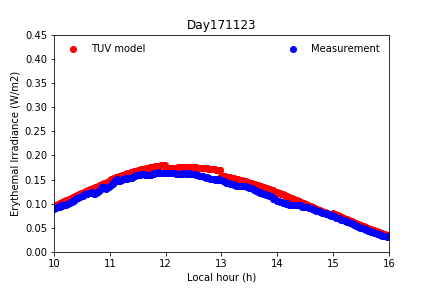 Day171123
TUV model
Measurement
Erythemal Irradiance (W/m2)
0.45
0.40
0.35
0.30
0.25
0.20
0.15
0.10
0.05
0.00
10 11 12 13 14 15 16
Local hour (h)